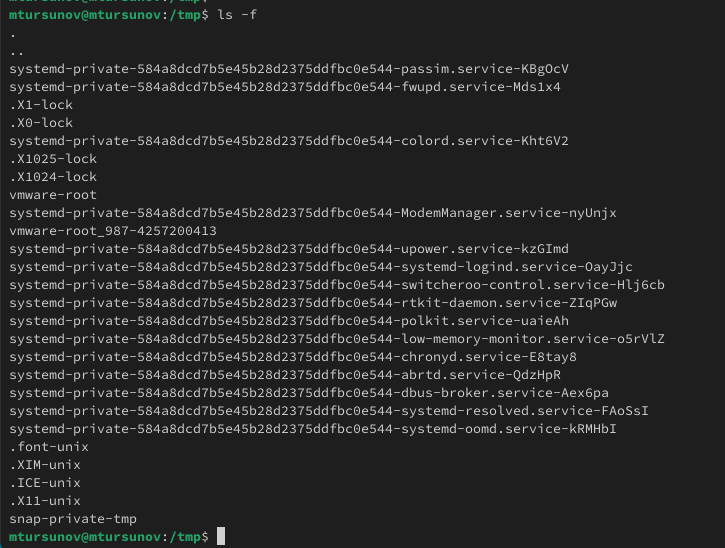 mtursunov@mtursunov:/tmp$ ls -f
.
..
systemd-private-584a8dcd7b5e45b28d2375ddfbc0e544-passim.service-KBgOcV
systemd-private-584a8dcd7b5e45b28d2375ddfbc0e544-fwupd.service-Mds1x4
.X1-lock
.X0-lock
systemd-private-584a8dcd7b5e45b28d2375ddfbc0e544-colord.service-Kht6V2
.X1025-lock
.X1024-lock
vmware-root
systemd-private-584a8dcd7b5e45b28d2375ddfbc0e544-ModemManager.service-nyUnjx
vmware-root_987-4257200413
systemd-private-584a8dcd7b5e45b28d2375ddfbc0e544-upower.service-kzGImd
systemd-private-584a8dcd7b5e45b28d2375ddfbc0e544-systemd-logind.service-OayJjc
systemd-private-584a8dcd7b5e45b28d2375ddfbc0e544-switcheroo-control.service-Hlj6cb
systemd-private-584a8dcd7b5e45b28d2375ddfbc0e544-rtkit-daemon.service-ZIqPGw
systemd-private-584a8dcd7b5e45b28d2375ddfbc0e544-polkit.service-uaieAh
systemd-private-584a8dcd7b5e45b28d2375ddfbc0e544-low-memory-monitor.service-o5rVlZ
systemd-private-584a8dcd7b5e45b28d2375ddfbc0e544-chronyd.service-E8tay8
systemd-private-584a8dcd7b5e45b28d2375ddfbc0e544-abrtd.service-QdzHpR
systemd-private-584a8dcd7b5e45b28d2375ddfbc0e544-dbus-broker.service-Aex6pa
systemd-private-584a8dcd7b5e45b28d2375ddfbc0e544-systemd-resolved.service-FAoSsI
systemd-private-584a8dcd7b5e45b28d2375ddfbc0e544-systemd-oomd.service-kRMHbI
.font-unix
.XIM-unix
.ICE-unix
.X11-unix
snap-private-tmp
mtursunov@mtursunov:/tmp$